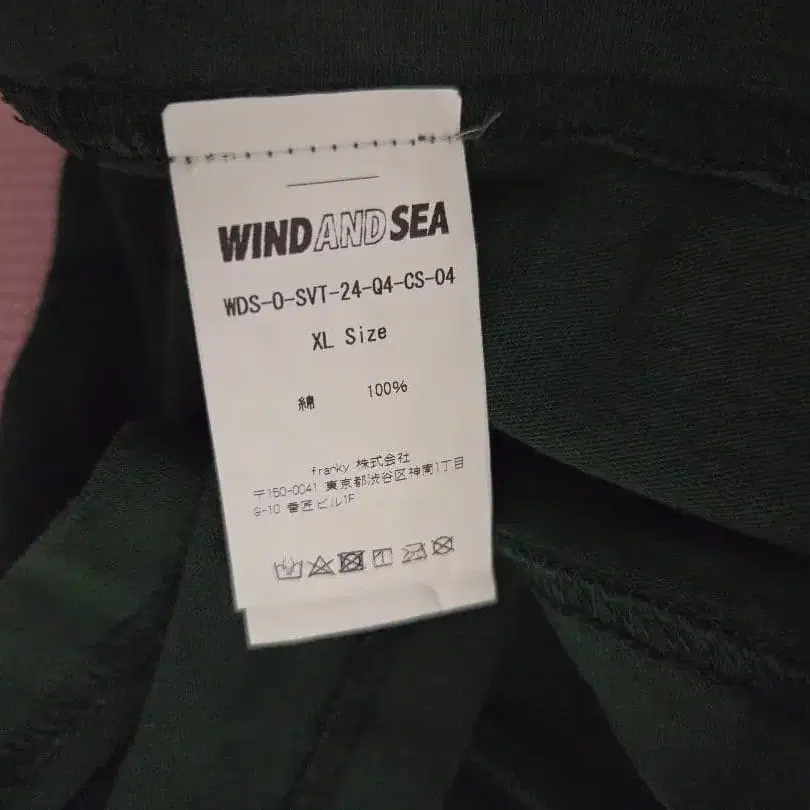 WIND AND SEA
WDS-O-SVT-24-Q4-CS-04
XL Size
綿 100%
franky 株式会社
〒150-0041 東京都渋谷区神南1丁目
9-10 番匠ビル1F